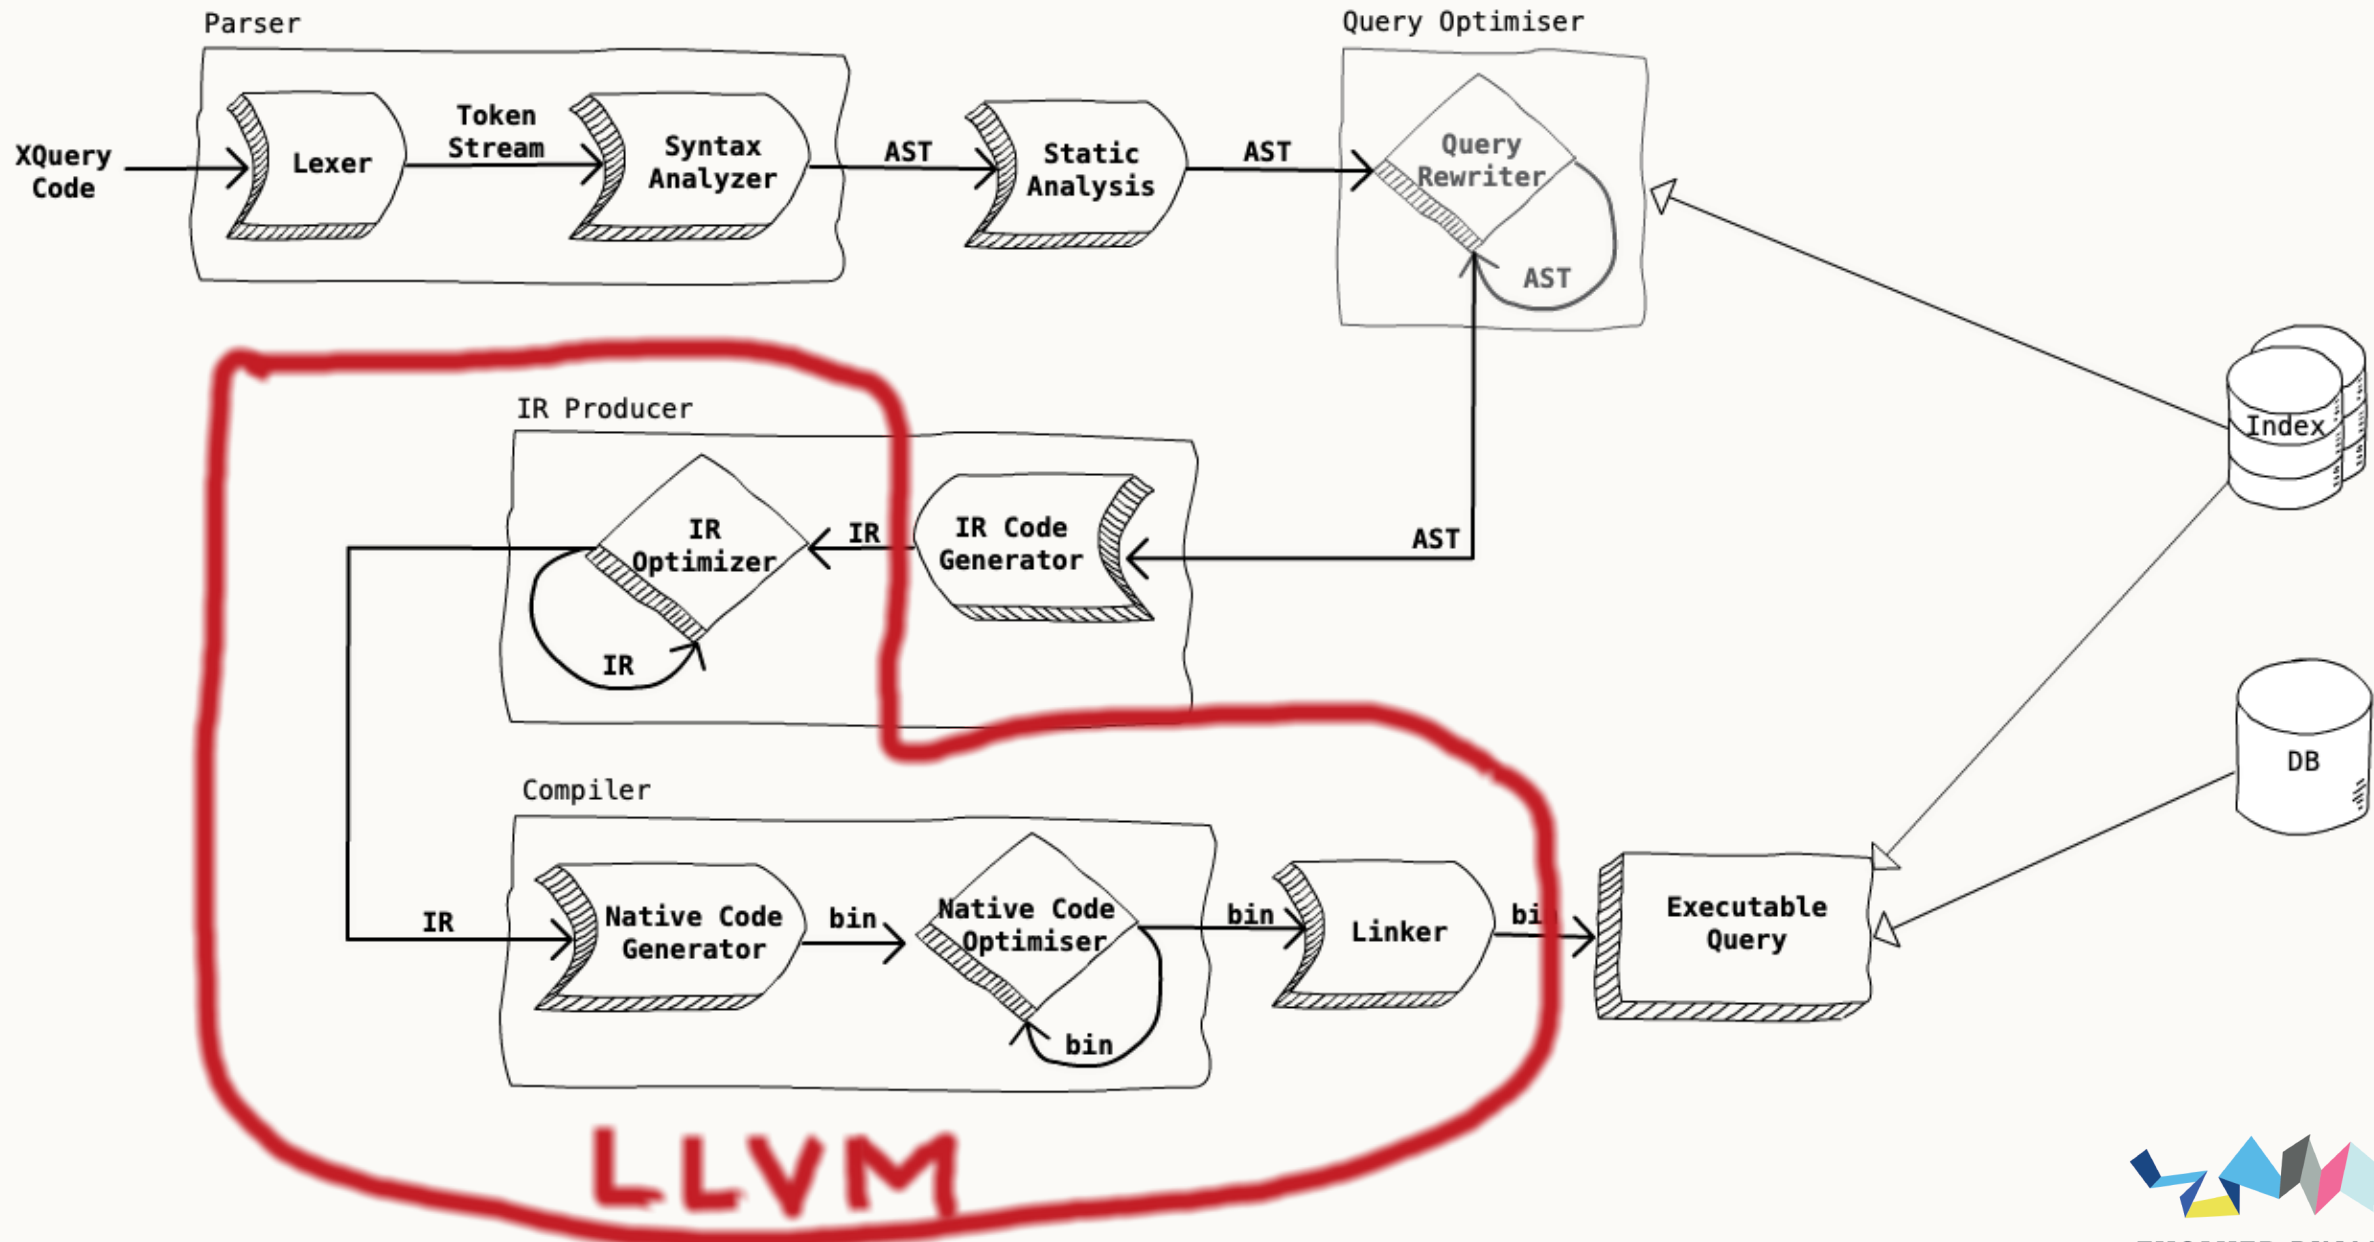 Parser
Query Optimiser
XQuery
Code
Lexer
Token
Stream
Syntax
Analyzer
AST
Static
Analysis
AST
Query
Rewriter
AST
Index
IR Producer
IR
Optimizer
IR
IR Code
Generator
AST
IR
DB
Compiler
IR
Native Code
Generator
bin
Native Code
Optimiser
bin
bin
Linker
Executable
Query
LLVM